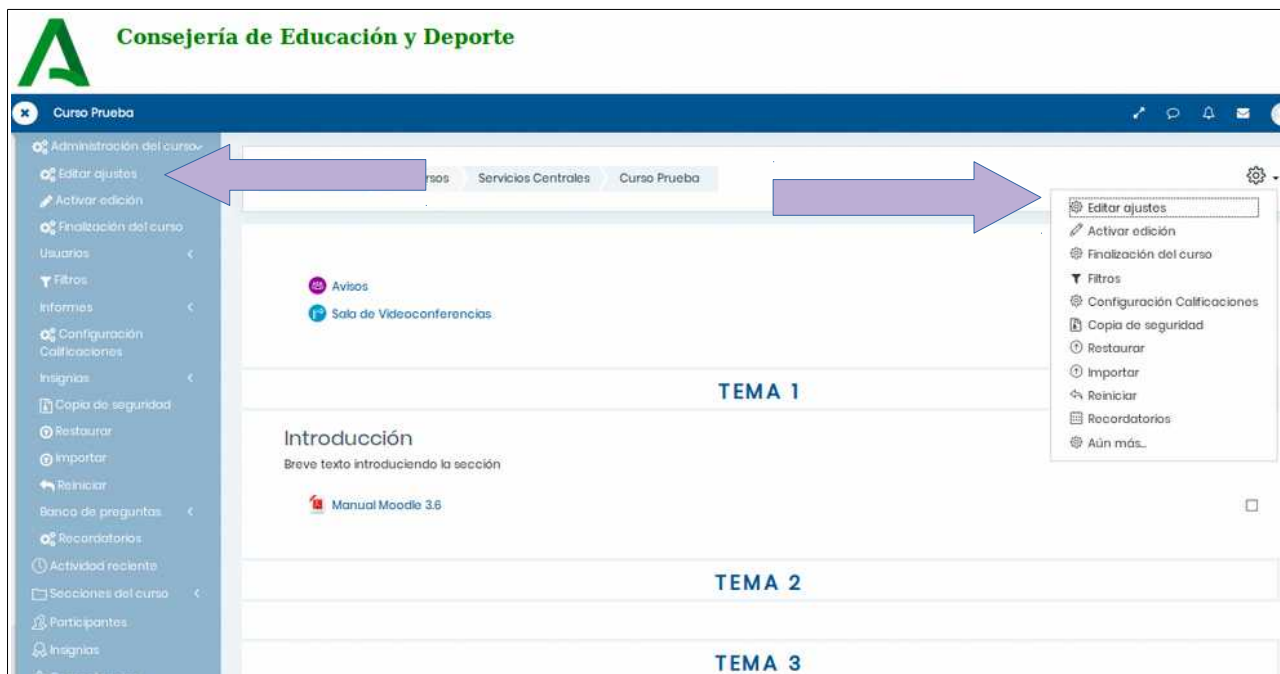 Consejería de Educación y Deporte
Curso Prueba
Administración del curso
Editar ajustes
Activar edición
Finalización del curso
Usuarios
Filtros
Informes
Configuración
Calificaciones
Insignias
Copia de seguridad
Restaurar
Importar
Reiniciar
Banco de preguntas
Recordatorios
Actividad reciente
Secciones del curso
Participantes
Insignias
Servicios Centrales
Curso Prueba
Editar ajustes
Activar edición
Finalización del curso
Filtros
Configuración Calificaciones
Copia de seguridad
Restaurar
Importar
Reiniciar
Recordatorios
Aún más...
Avisos
Sala de Videoconferencias
TEMA 1
Introducción
Breve texto introduciendo la sección
Manual Moodle 3.6
TEMA 2
TEMA 3